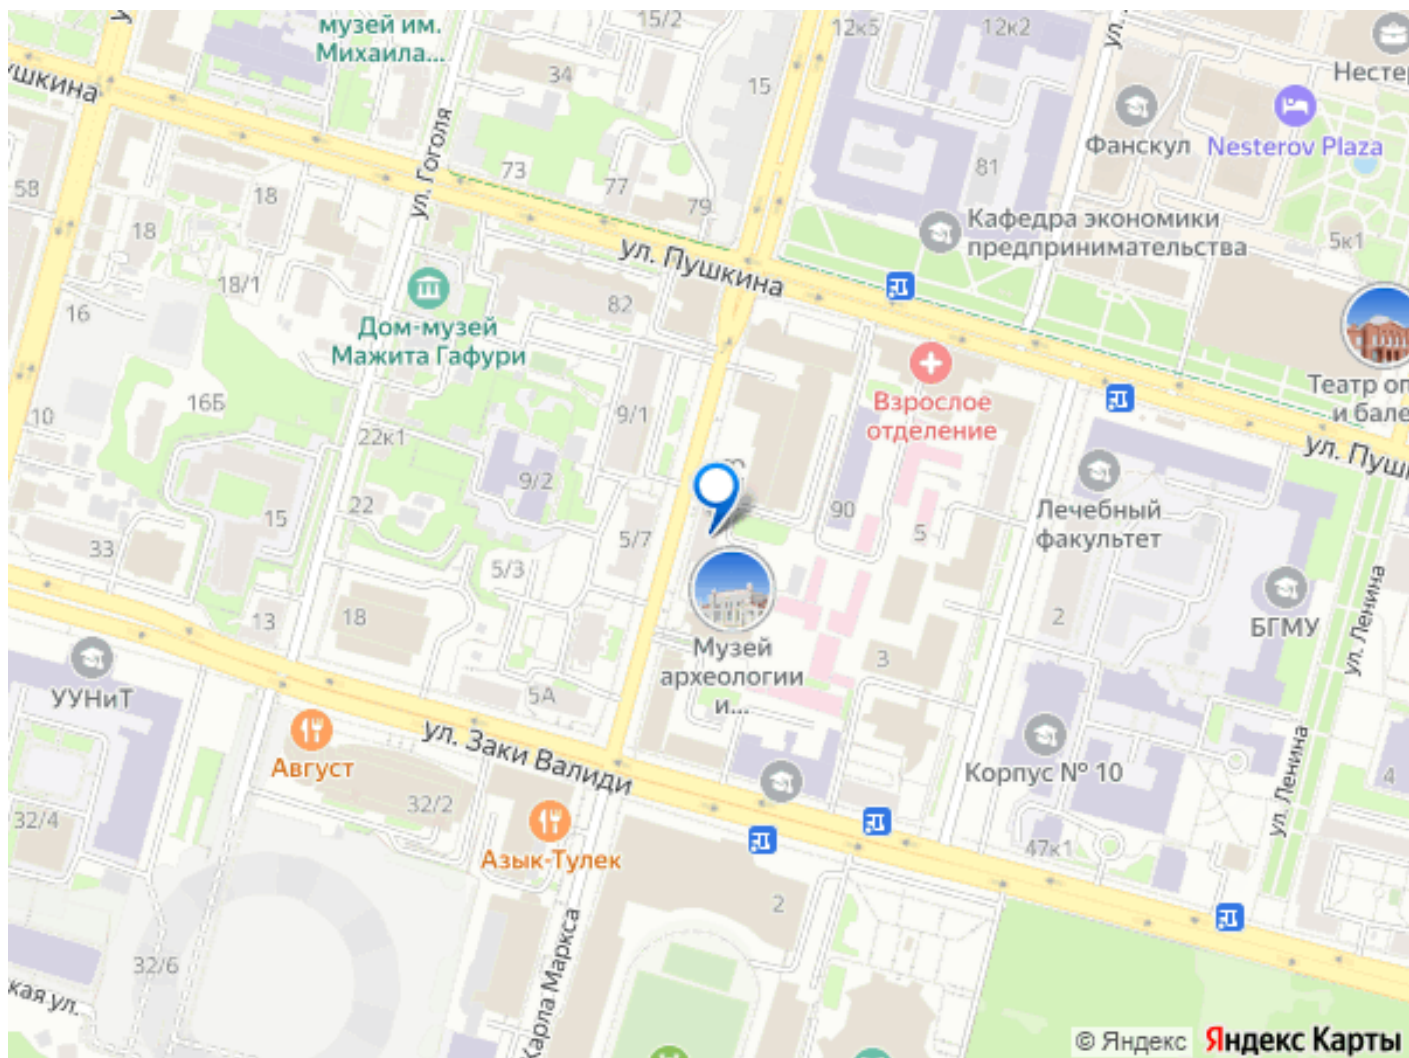 музей им.
Михаила...
15/2
12к5
12к2
ул.
Несте
34
15
ушкина
ул. Гоголя
Фанскул
Nesterov Plaza
73
77
79
81
58
18
18
Кафедра экономики
предпринимательства
5к1
ул. Пушкина
18/1
82
16
Дом-музей
Мажита Гафури
Театр оп
и бале
Взрослое
отделение
16Б
10
9/1
22к1
ул. Пушк
9/2
22
15
5/7
90
5
Лечебный
факультет
33
5/3
18
13
2
БГМУ
ул. Ленина
Музей
археологии
и...
3
УУНиТ
5А
Август
ул. Заки Валиди
Корпус № 10
ул. Ленина
4
32/2
32/4
Азык-Тулек
47к1
2
32/6
кая ул.
Карла Маркса
© Яндекс
Яндекс Карты